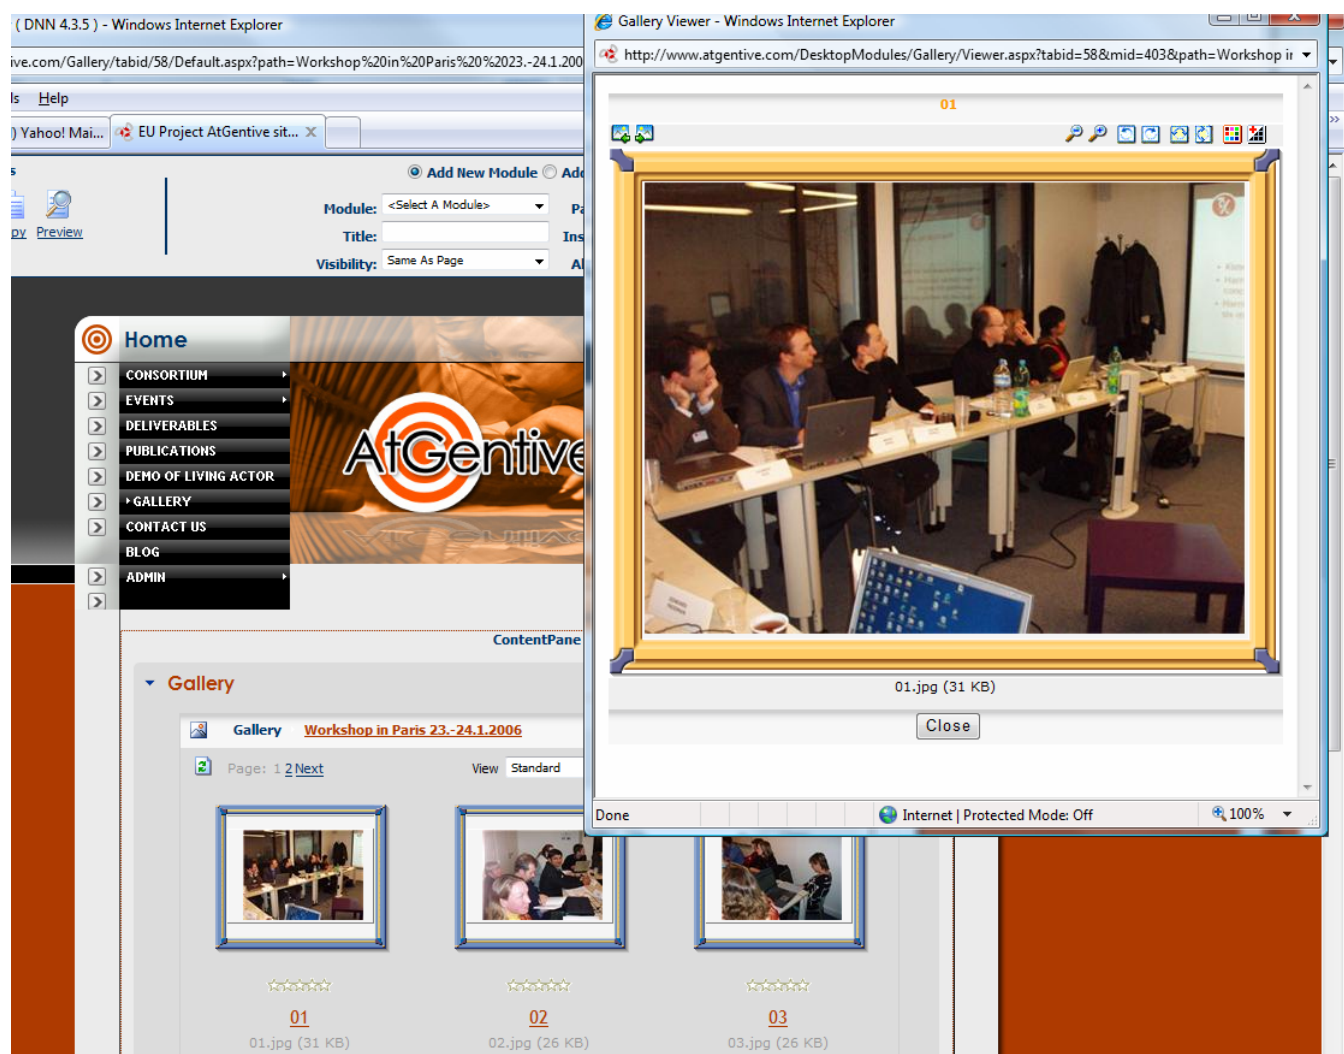 ( DNN 4.3.5 ) - Windows Internet Explorer
ive.com/Gallery/tabid/58/Default.aspx?path=Workshop%20in%20Paris%20%2023.-24.1.200
ls Help
) Yahoo! Mai...
EU Project AtGentive sit... X
s
py Preview
Add New Module
Add
Module: <Select A Module>
Pa
Title:
Ins
Visibility: Same As Page
Al
Home
CONSORTIUM
EVENTS
DELIVERABLES
PUBLICATIONS
DEMO OF LIVING ACTOR
GALLERY
CONTACT US
BLOG
ADMIN
AtGentive
ContentPane
Gallery
Gallery Workshop in Paris 23.-24.1.2006
Page: 1 2 Next
View Standard
01
02
03
01.jpg (31 KB)
02.jpg (26 KB)
03.jpg (26 KB)
Gallery Viewer - Windows Internet Explorer
http://www.atgentive.com/DesktopModules/Gallery/Viewer.aspx?tabid=58&mid=403&path=Workshop ir
01
01.jpg (31 KB)
Close
Done
Internet | Protected Mode: Off
100%